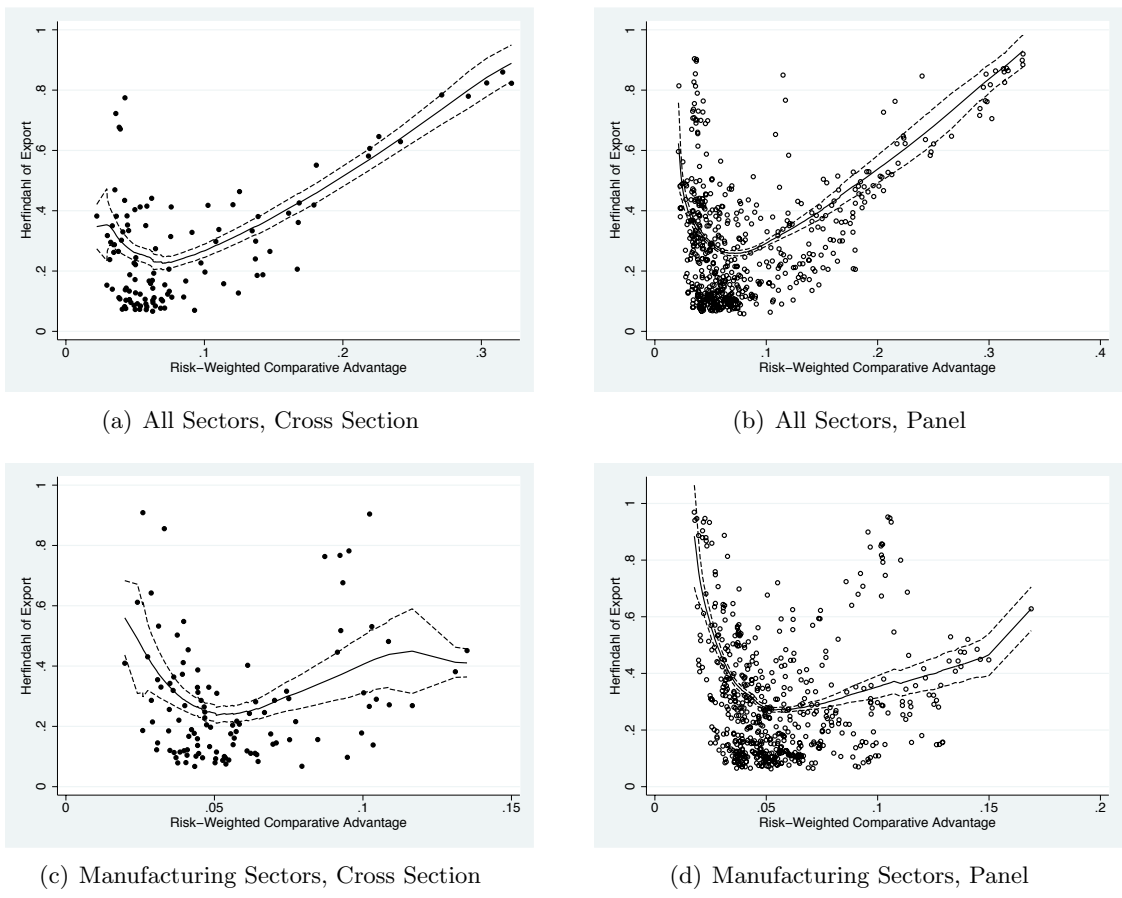 Herfindahl of Export
0 .2 .4 .6 .8 1
0 .1 .2 .3
Risk-Weighted Comparative Advantage
(a) All Sectors, Cross Section
Herfindahl of Export
0 .2 .4 .6 .8 1
0 .1 .2 .3 .4
Risk-Weighted Comparative Advantage
(b) All Sectors, Panel
Herfindahl of Export
0 .2 .4 .6 .8 1
0 .05 .1 .15
Risk-Weighted Comparative Advantage
(c) Manufacturing Sectors, Cross Section
Herfindahl of Export
0 .2 .4 .6 .8 1
0 .05 .1 .15 .2
Risk-Weighted Comparative Advantage
(d) Manufacturing Sectors, Panel